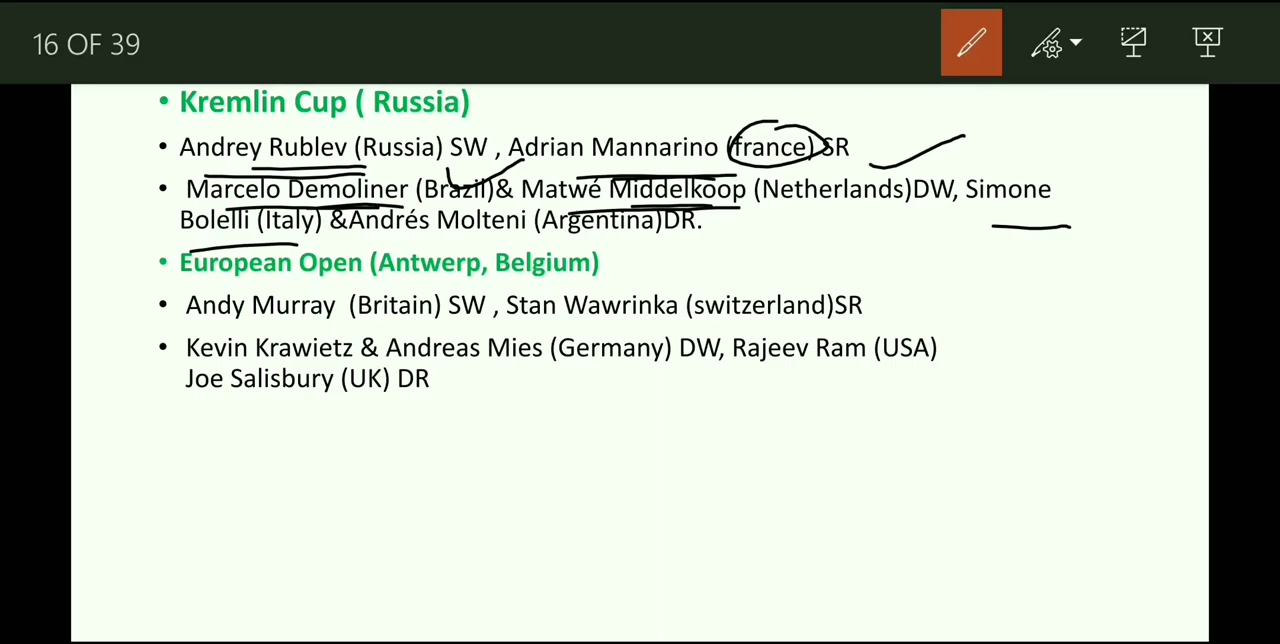 16 OF 39
• Kremlin Cup ( Russia)
• Andrey Rublev (Russia) SW , Adrian Mannarino (france) SR
• Marcelo Demoliner (Brazil)& Matwé Middelkoop (Netherlands)DW, Simone
Bolelli (Italy) &Andrés Molteni (Argentina)DR.
• European Open (Antwerp, Belgium)
• Andy Murray (Britain) SW , Stan Wawrinka (switzerland)SR
• Kevin Krawietz & Andreas Mies (Germany) DW, Rajeev Ram (USA)
Joe Salisbury (UK) DR